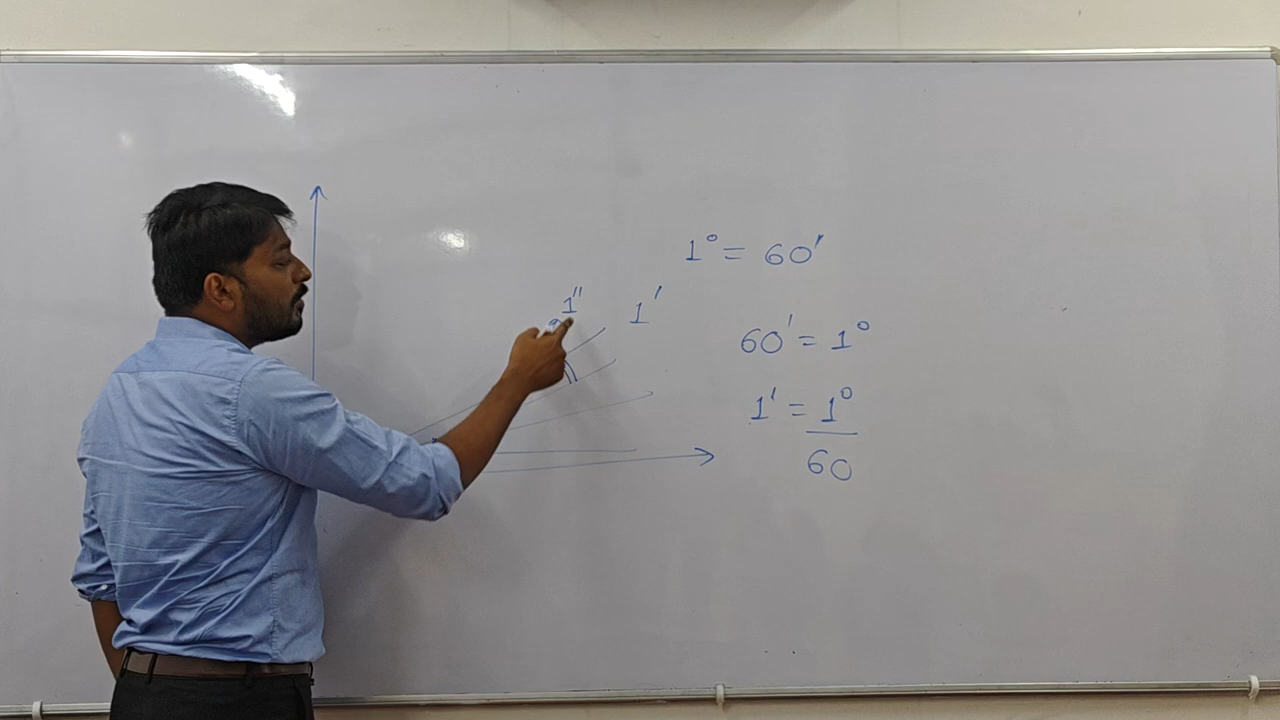 1° = 60'
1'' 1'
60' = 1°
1' = 1°
60